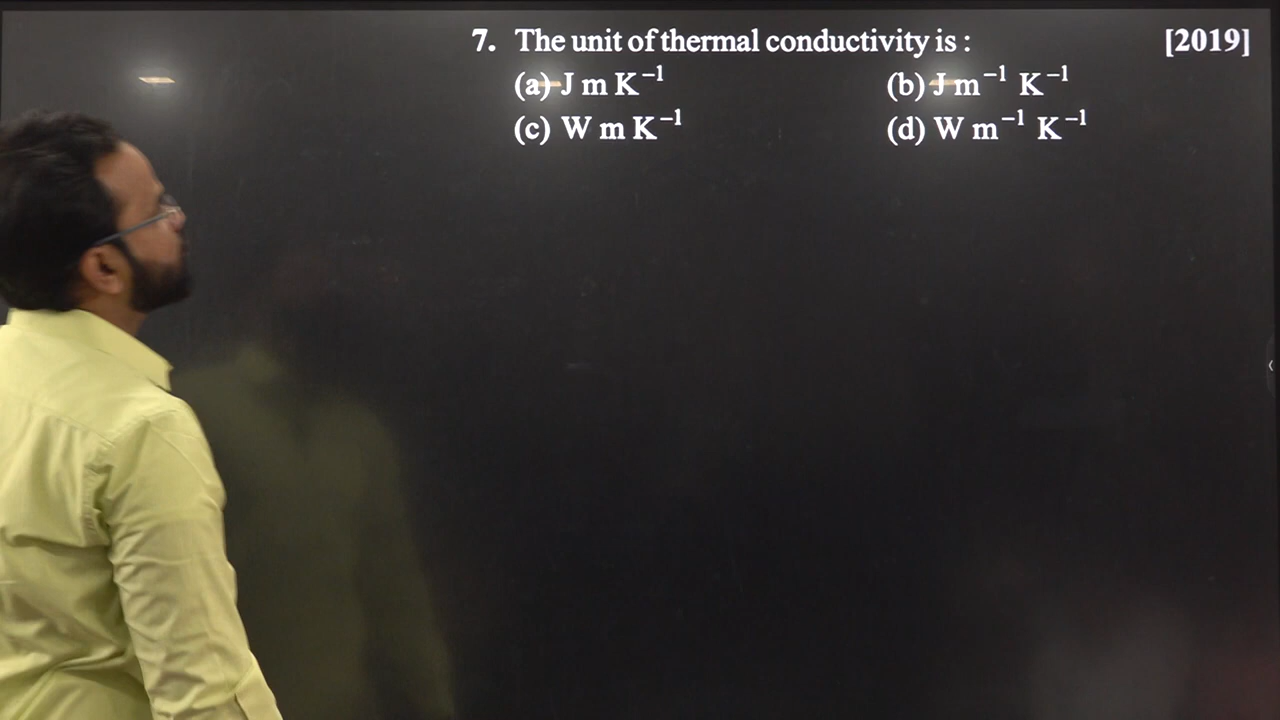 7. The unit of thermal conductivity is : [2019]
(a) J m K⁻¹ (b) J m⁻¹ K⁻¹
(c) W m K⁻¹ (d) W m⁻¹ K⁻¹